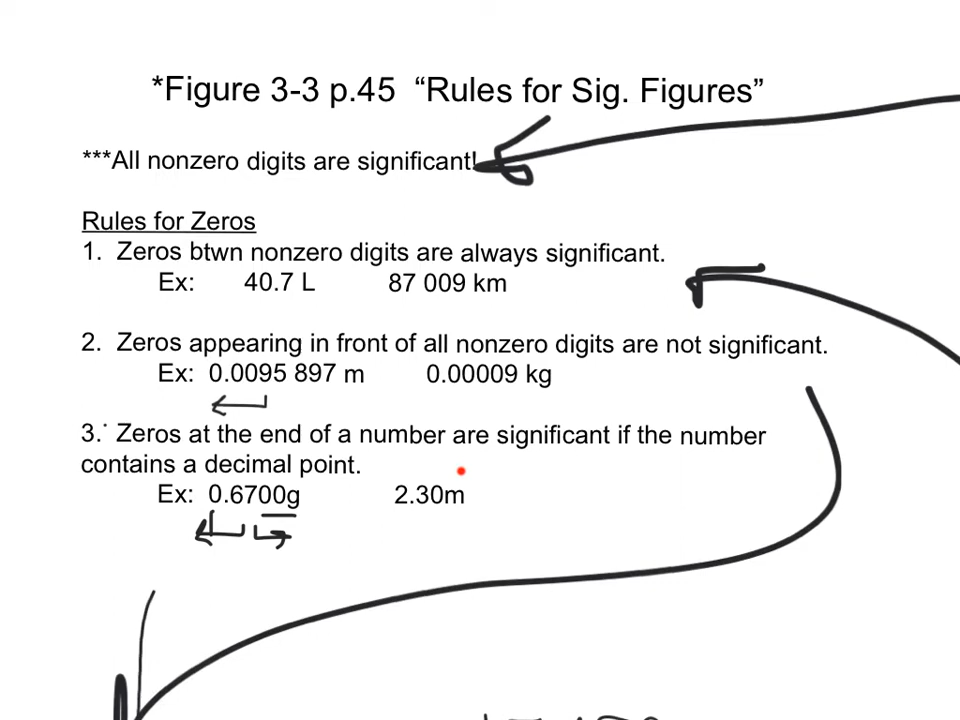 *Figure 3-3 p.45 “Rules for Sig. Figures”
***All nonzero digits are significant!
Rules for Zeros
1. Zeros btwn nonzero digits are always significant.
Ex: 40.7 L 87 009 km
2. Zeros appearing in front of all nonzero digits are not significant.
Ex: 0.0095 897 m 0.00009 kg
3. Zeros at the end of a number are significant if the number
contains a decimal point.
Ex: 0.6700g 2.30m